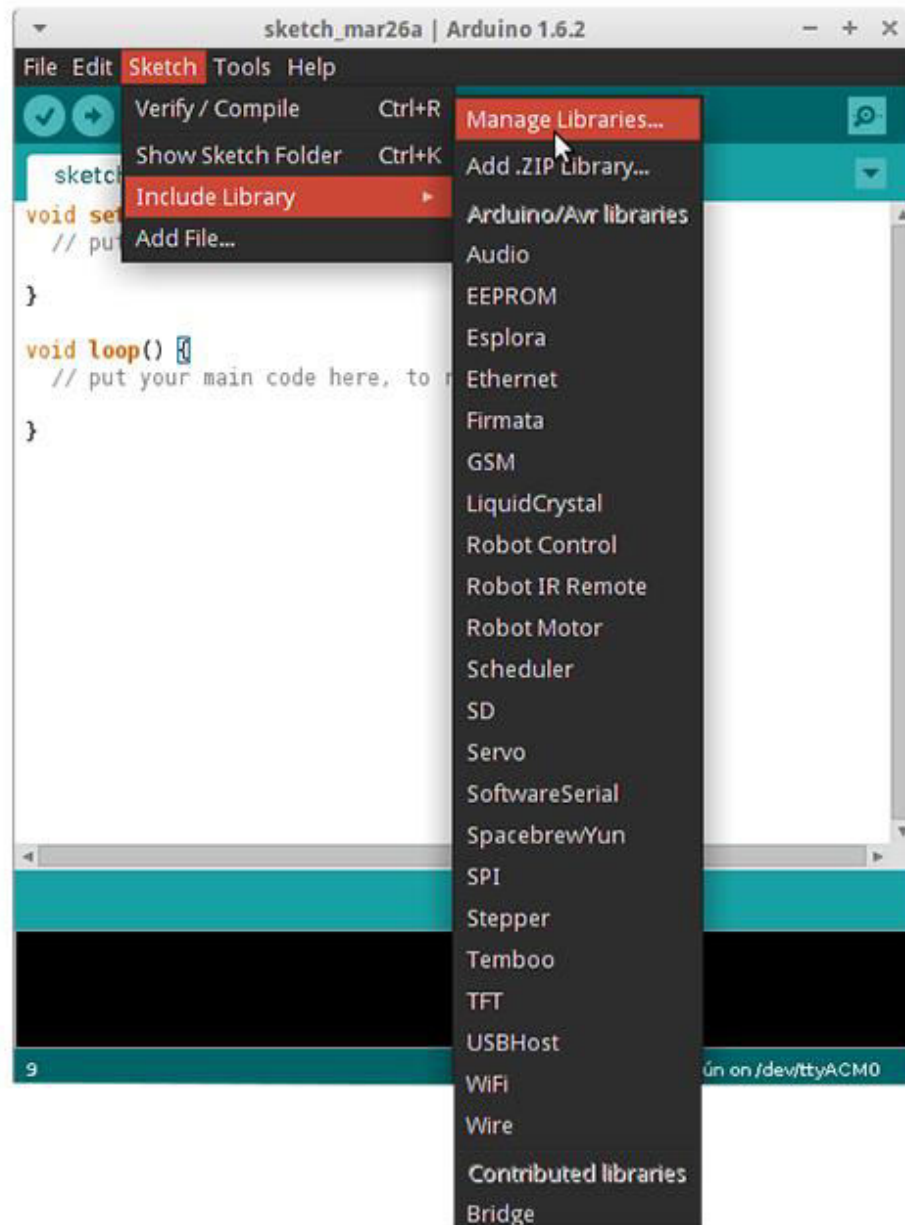 sketch_mar26a | Arduino 1.6.2
File Edit Sketch Tools Help
Verify / Compile Ctrl+R
Show Sketch Folder Ctrl+K
Include Library
Add File...
Manage Libraries...
Add .ZIP Library...
Arduino/Avr libraries
Audio
EEPROM
Esplora
Ethernet
Firmata
GSM
LiquidCrystal
Robot Control
Robot IR Remote
Robot Motor
Scheduler
SD
Servo
SoftwareSerial
SpacebrewYun
SPI
Stepper
Temboo
TFT
USBHost
WiFi
Wire
Contributed libraries
Bridge
sketc
void set
// put
}
void loop() {
// put your main code here, to r
}
9
ún on /dev/ttyACM0